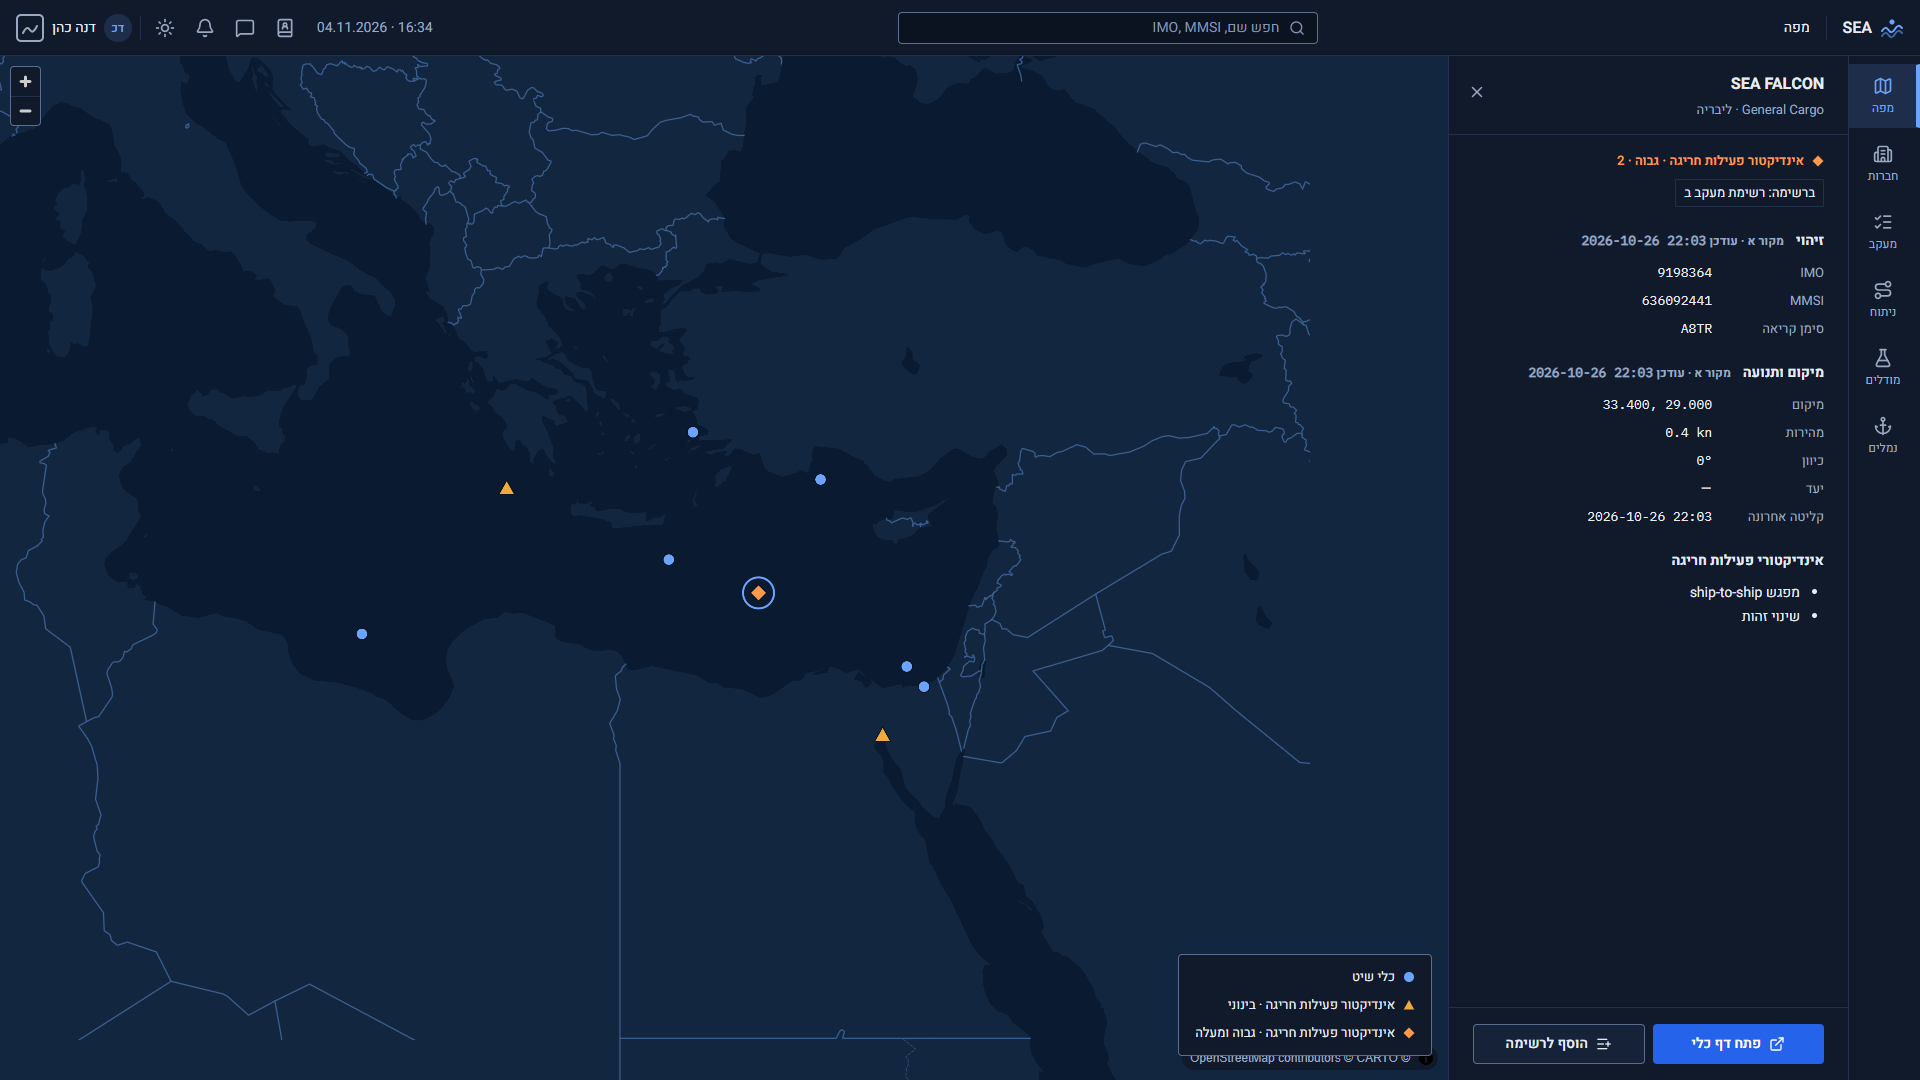 SEA
מפה
חפש שם, IMO, MMSI
04.11.2026 · 16:34
דכ
דנה כהן
מפה
חברות
מעקב
ניתוח
מודלים
נמלים
SEA FALCON
General Cargo · ליבריה
אינדיקטור פעילות חריגה · גבוה · 2
ברשימה: רשימת מעקב ב
זיהוי מקור א · עודכן 2026-10-26 22:03
IMO 9198364
MMSI 636092441
סימן קריאה A8TR
מיקום ותנועה מקור א · עודכן 2026-10-26 22:03
מיקום 33.400, 29.000
מהירות 0.4 kn
כיוון 0°
יעד —
קליטה אחרונה 2026-10-26 22:03
אינדיקטורי פעילות חריגה
• מפגש ship-to-ship
• שינוי זהות
פתח דף כלי
הוסף לרשימה
כלי שיט
אינדיקטור פעילות חריגה · בינוני
אינדיקטור פעילות חריגה · גבוה ומעלה
OpenStreetMap contributors © CARTO ©